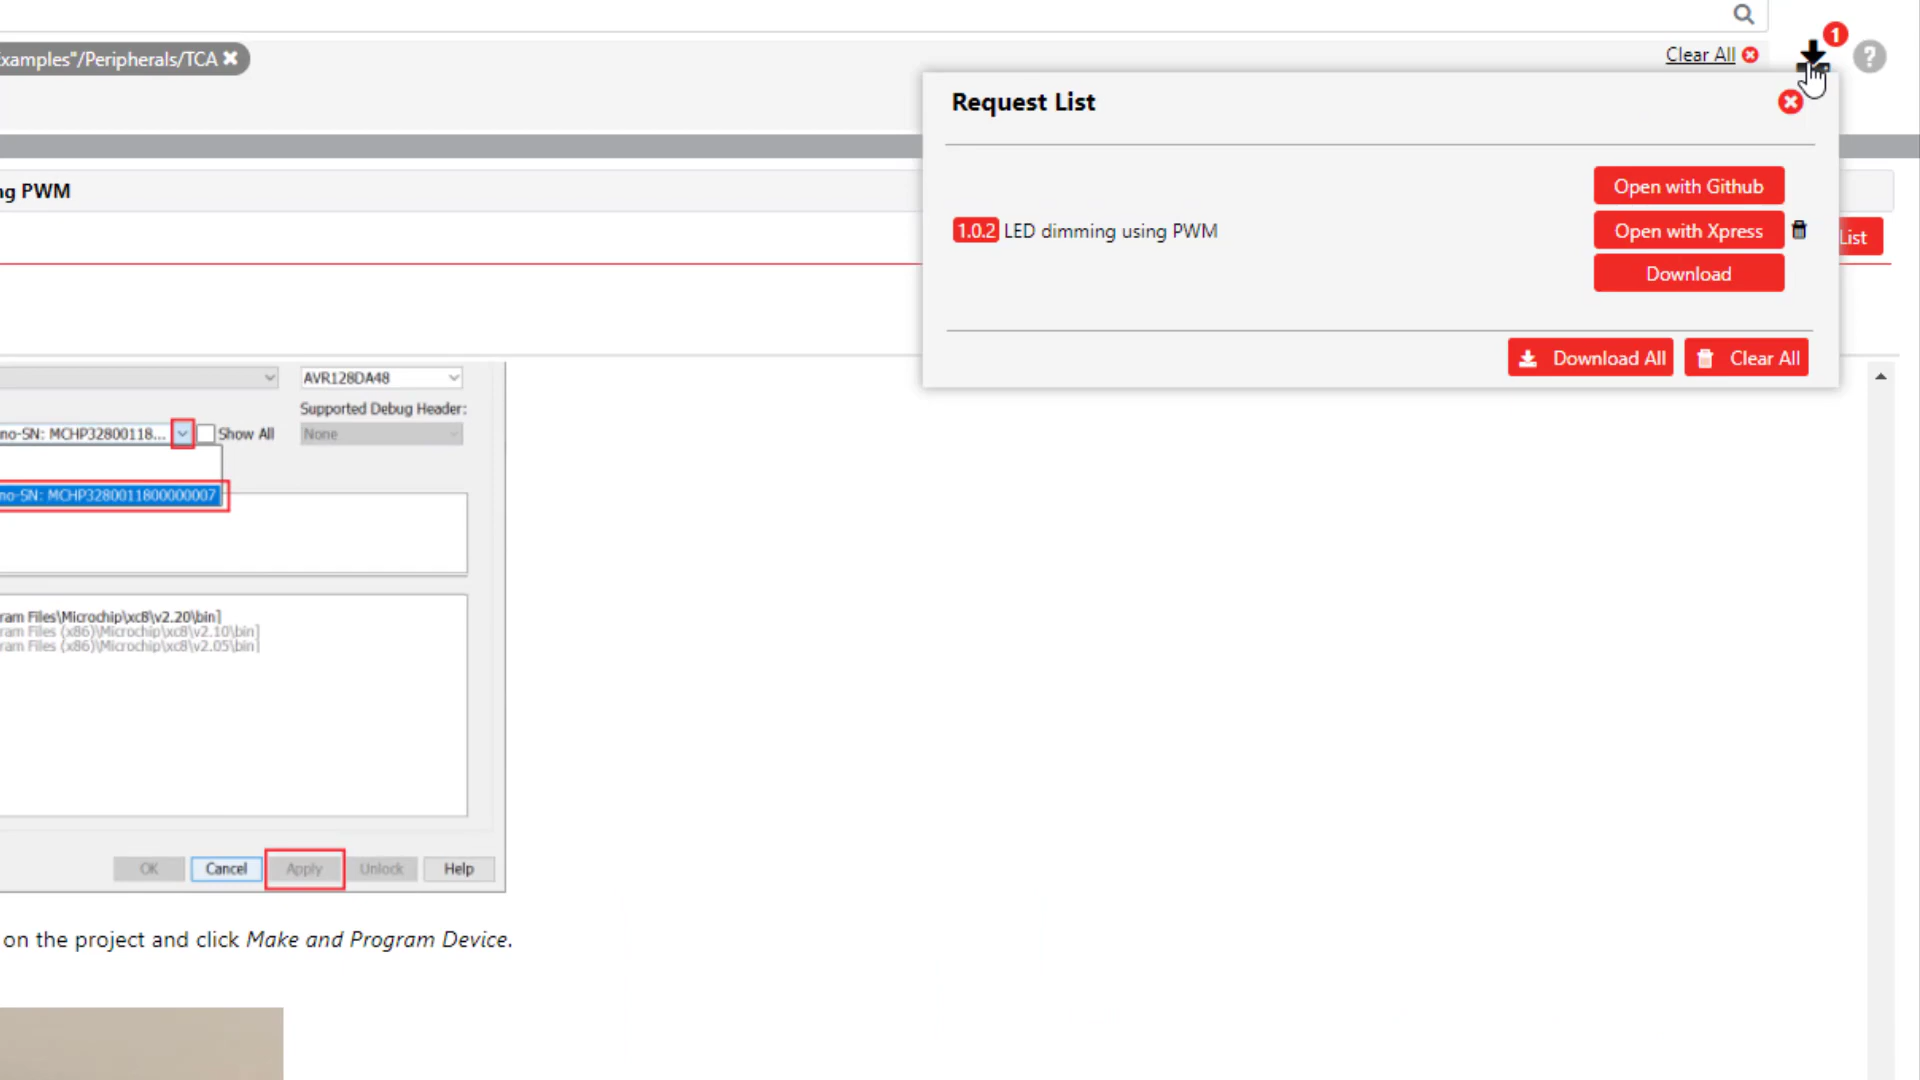 1
xamples"/Peripherals/TCA
Clear All
?
Request List
ng PWM
Open with Github
1.0.2 LED dimming using PWM
Open with Xpress
List
Download
Download All
Clear All
AVR128DA48
Supported Debug Header:
no-SN: MCHP32800118...
Show All
None
no-SN: MCHP3280011800000007
ram Files\Microchip\xc8\v2.20\bin]
ram Files (x86)\Microchip\xc8\v2.10\bin]
ram Files (x86)\Microchip\xc8\v2.05\bin]
OK
Cancel
Apply
Unlock
Help
on the project and click Make and Program Device.